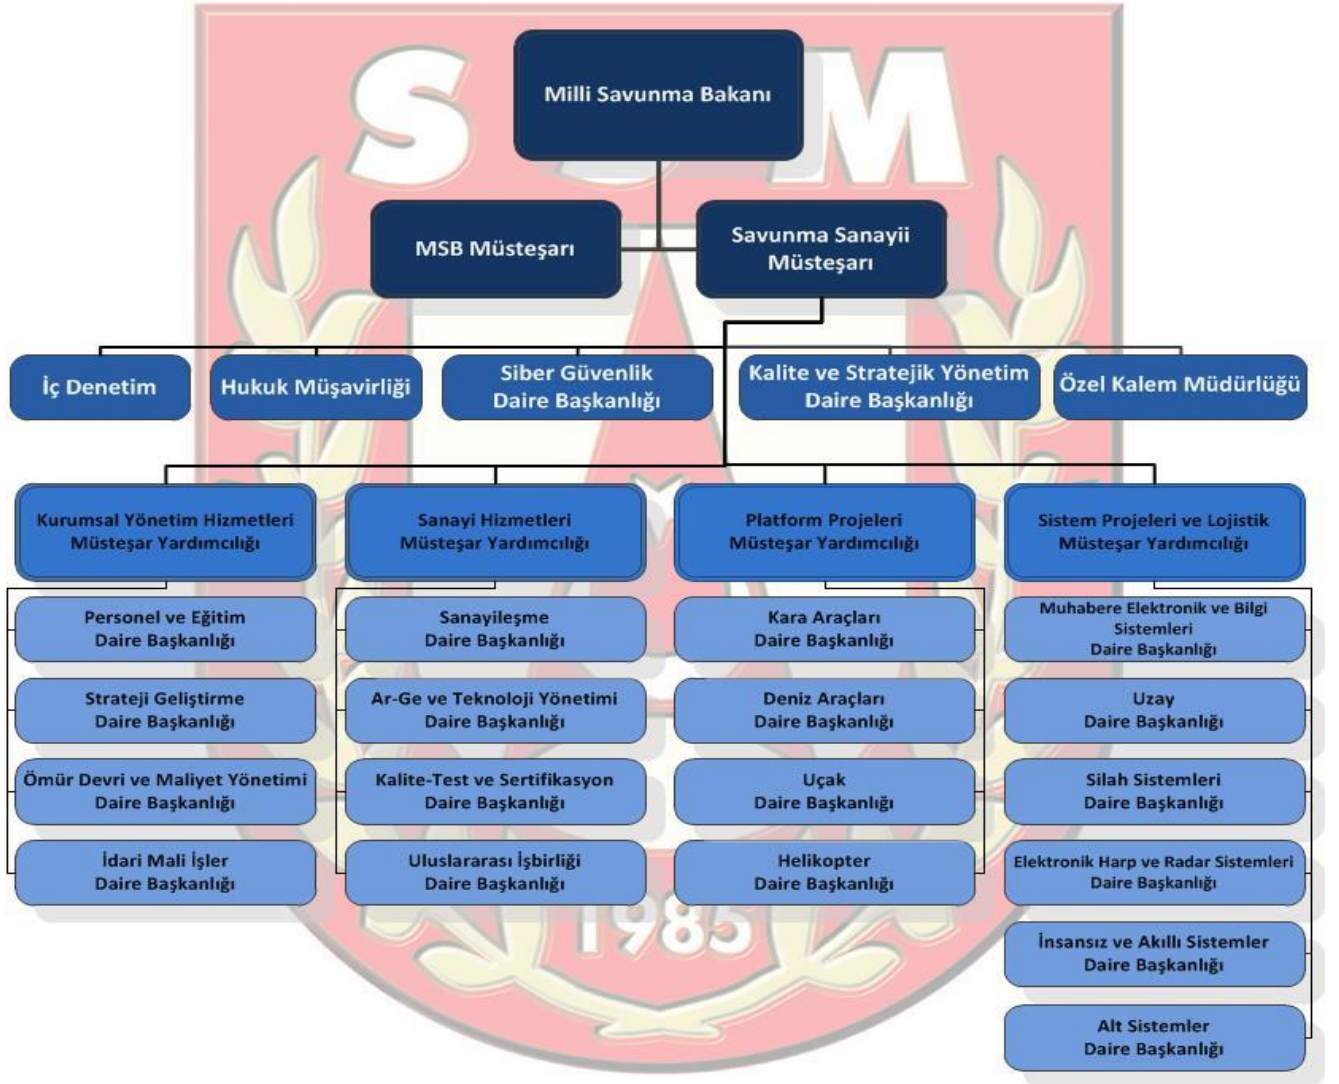 S S M
Milli Savunma Bakanı
MSB Müsteşarı
Savunma Sanayii
Müsteşarı
İç Denetim
Hukuk Müşavirliği
Siber Güvenlik
Daire Başkanlığı
Kalite ve Stratejik Yönetim
Daire Başkanlığı
Özel Kalem Müdürlüğü
Kurumsal Yönetim Hizmetleri
Müsteşar Yardımcılığı
Personel ve Eğitim
Daire Başkanlığı
Strateji Geliştirme
Daire Başkanlığı
Ömür Devri ve Maliyet Yönetimi
Daire Başkanlığı
İdari Mali İşler
Daire Başkanlığı
Sanayi Hizmetleri
Müsteşar Yardımcılığı
Sanayileşme
Daire Başkanlığı
Ar-Ge ve Teknoloji Yönetimi
Daire Başkanlığı
Kalite-Test ve Sertifikasyon
Daire Başkanlığı
Uluslararası İşbirliği
Daire Başkanlığı
Platform Projeleri
Müsteşar Yardımcılığı
Kara Araçları
Daire Başkanlığı
Deniz Araçları
Daire Başkanlığı
Uçak
Daire Başkanlığı
Helikopter
Daire Başkanlığı
Sistem Projeleri ve Lojistik
Müsteşar Yardımcılığı
Muhabere Elektronik ve Bilgi
Sistemleri
Daire Başkanlığı
Uzay
Daire Başkanlığı
Silah Sistemleri
Daire Başkanlığı
Elektronik Harp ve Radar Sistemleri
Daire Başkanlığı
İnsansız ve Akıllı Sistemler
Daire Başkanlığı
Alt Sistemler
Daire Başkanlığı
1985